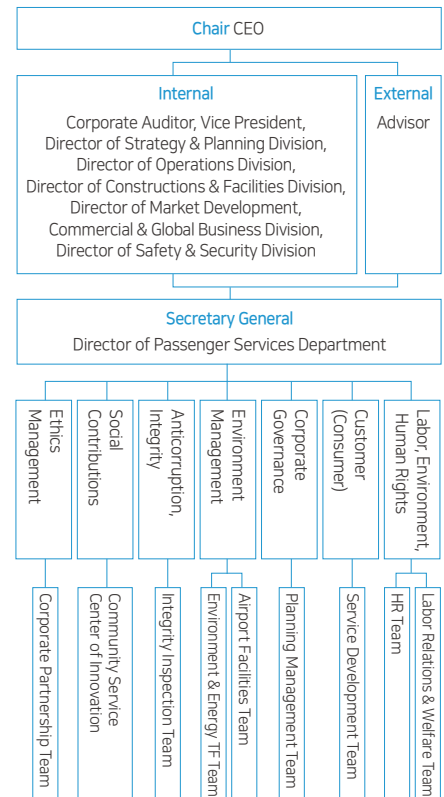 Chair CEO
Internal
Corporate Auditor, Vice President,
Director of Strategy & Planning Division,
Director of Operations Division,
Director of Constructions & Facilities Division,
Director of Market Development,
Commercial & Global Business Division,
Director of Safety & Security Division
External
Advisor
Secretary General
Director of Passenger Services Department
Ethics
Management
Social
Contributions
Anticorruption,
Integrity
Environment
Management
Corporate
Governance
Customer
(Consumer)
Labor, Environment,
Human Rights
Corporate Partnership Team
Community Service
Center of Innovation
Integrity Inspection Team
Environment & Energy TF Team
Airport Facilities Team
Planning Management Team
Service Development Team
HR Team
Labor Relations & Welfare Team